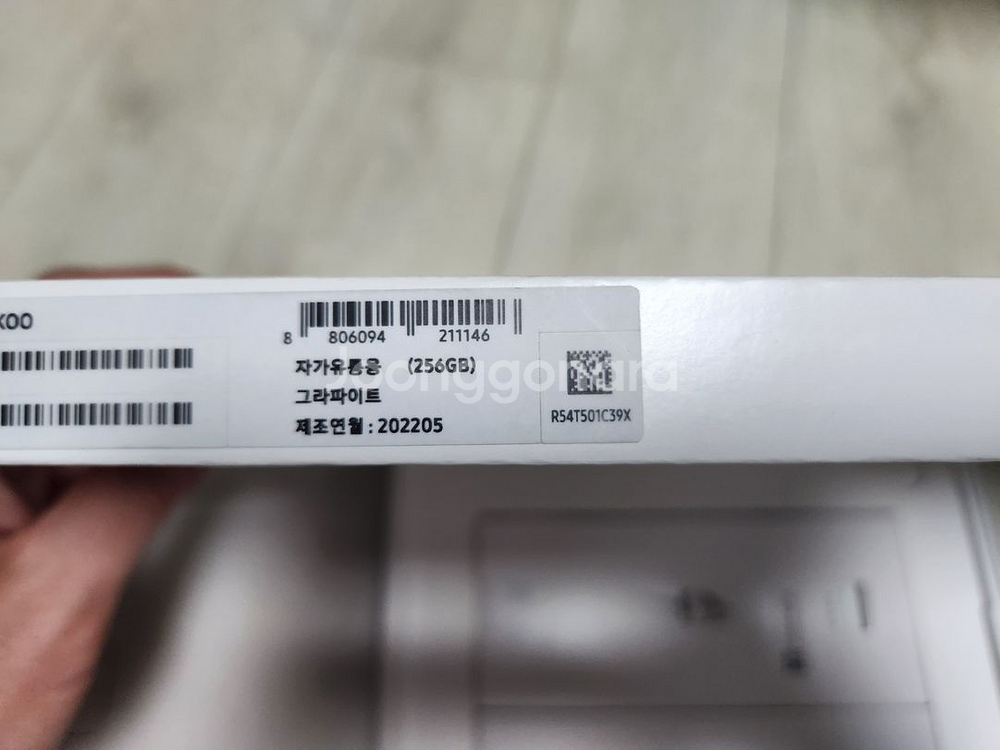 KOO
8 806094 211146
자가유통용 (256GB)
그라파이트
제조연월 : 202205
R54T501C39X
Joonggonara